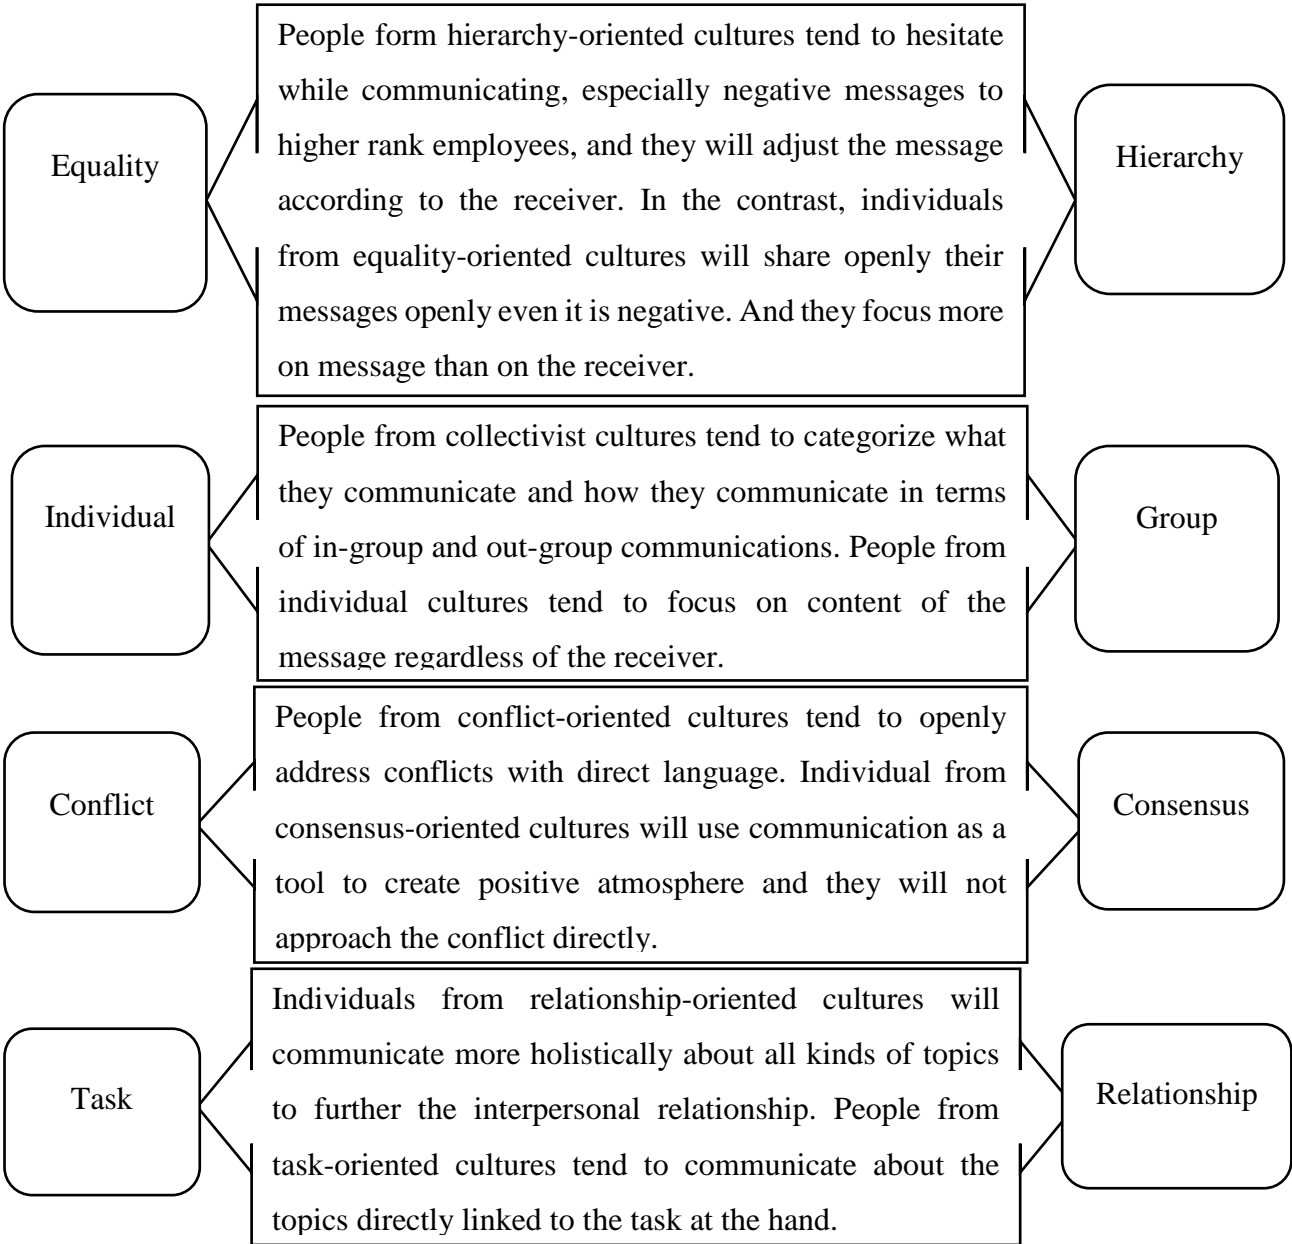 Equality
People form hierarchy-oriented cultures tend to hesitate
while communicating, especially negative messages to
higher rank employees, and they will adjust the message
according to the receiver. In the contrast, individuals
from equality-oriented cultures will share openly their
messages openly even it is negative. And they focus more
on message than on the receiver.
Hierarchy
Individual
People from collectivist cultures tend to categorize what
they communicate and how they communicate in terms
of in-group and out-group communications. People from
individual cultures tend to focus on content of the
message regardless of the receiver.
Group
Conflict
People from conflict-oriented cultures tend to openly
address conflicts with direct language. Individual from
consensus-oriented cultures will use communication as a
tool to create positive atmosphere and they will not
approach the conflict directly.
Consensus
Task
Individuals from relationship-oriented cultures will
communicate more holistically about all kinds of topics
to further the interpersonal relationship. People from
task-oriented cultures tend to communicate about the
topics directly linked to the task at the hand.
Relationship